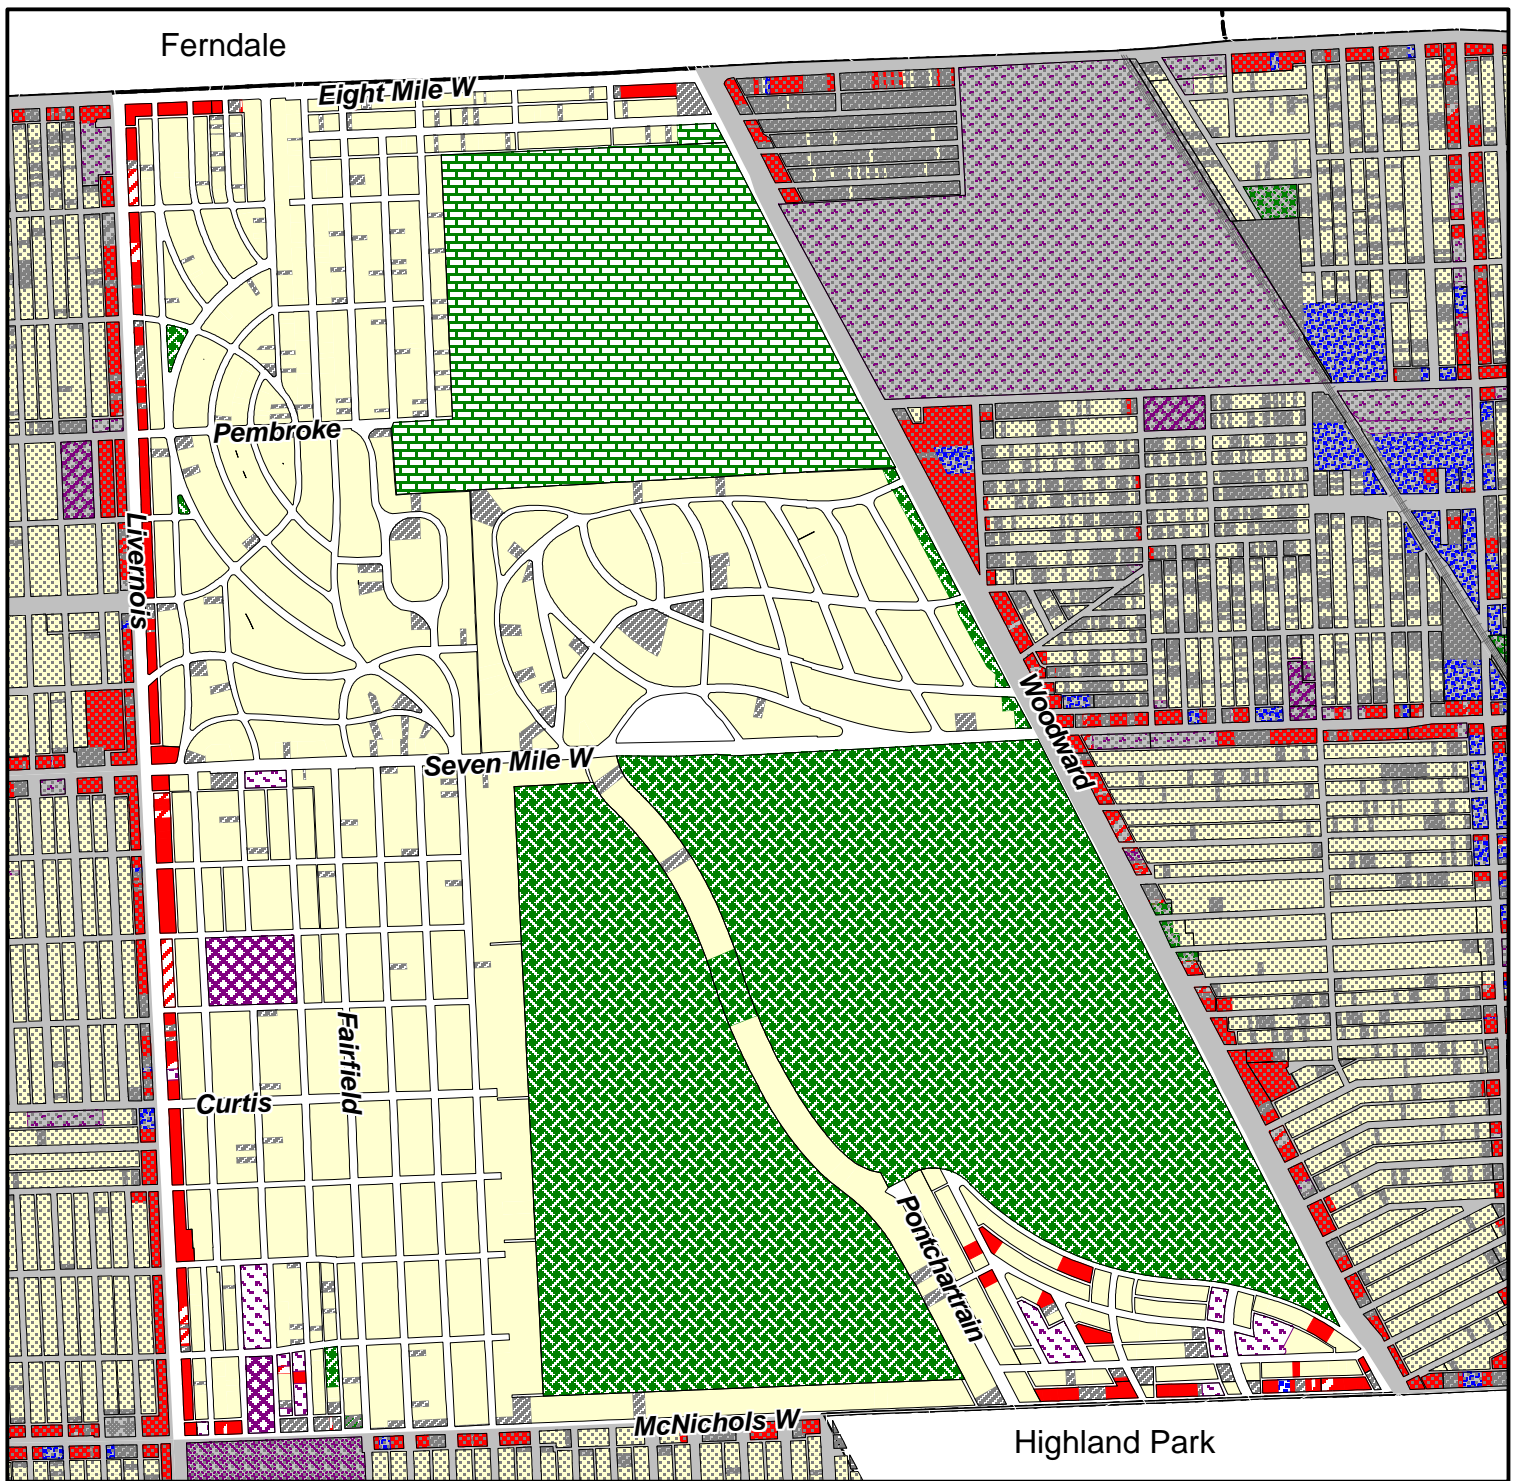 Ferndale
Eight Mile W
Pembroke
Livernois
Woodward
Seven Mile W
Fairfield
Curtis
Pontchartrain
McNichols W
Highland Park